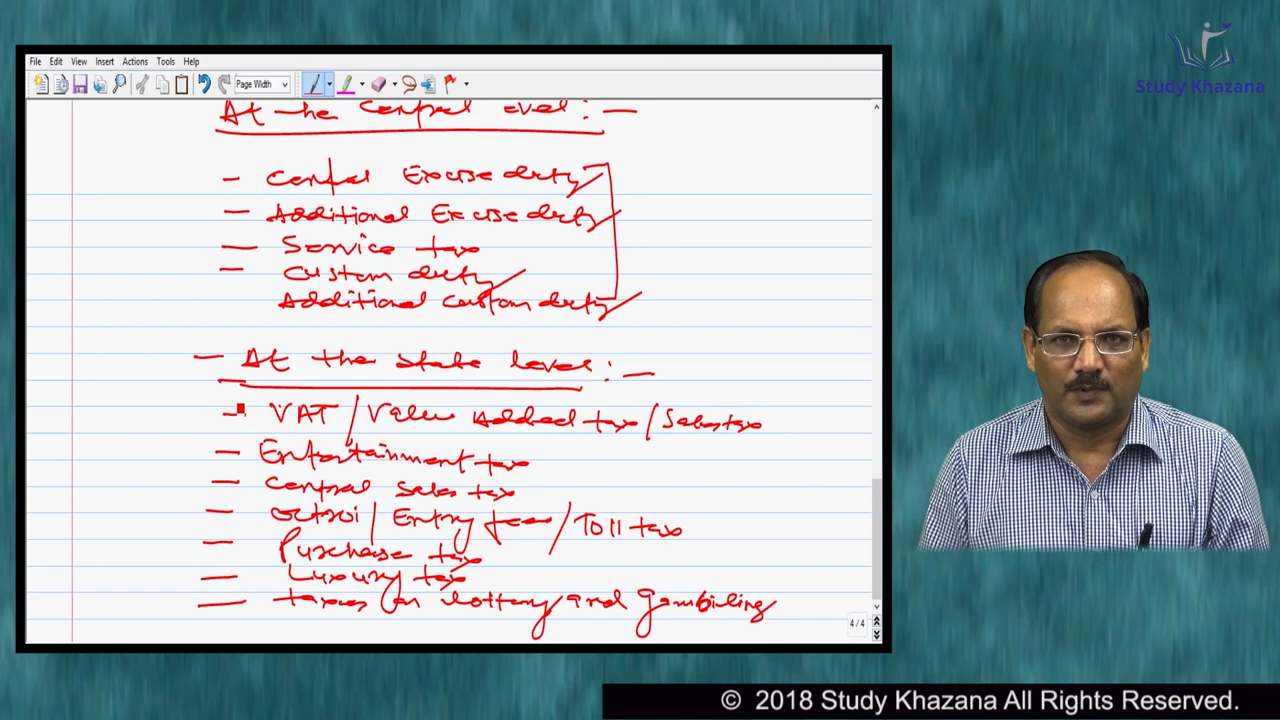 Study Khazana
File Edit View Insert Actions Tools Help
Page Width
At the Central level:-
- Central Excise duty
- Additional Excise duty
- Service tax
- Custom duty
Additional Custom duty
- At the state level:-
- VAT/Value Added tax/Sales tax
- Entertainment tax
- Central Sales tax
- octroi/Entry fees/Toll tax
- Purchase tax
- Luxury tax
- taxes on lottery and gambling
4/4
© 2018 Study Khazana All Rights Reserved.